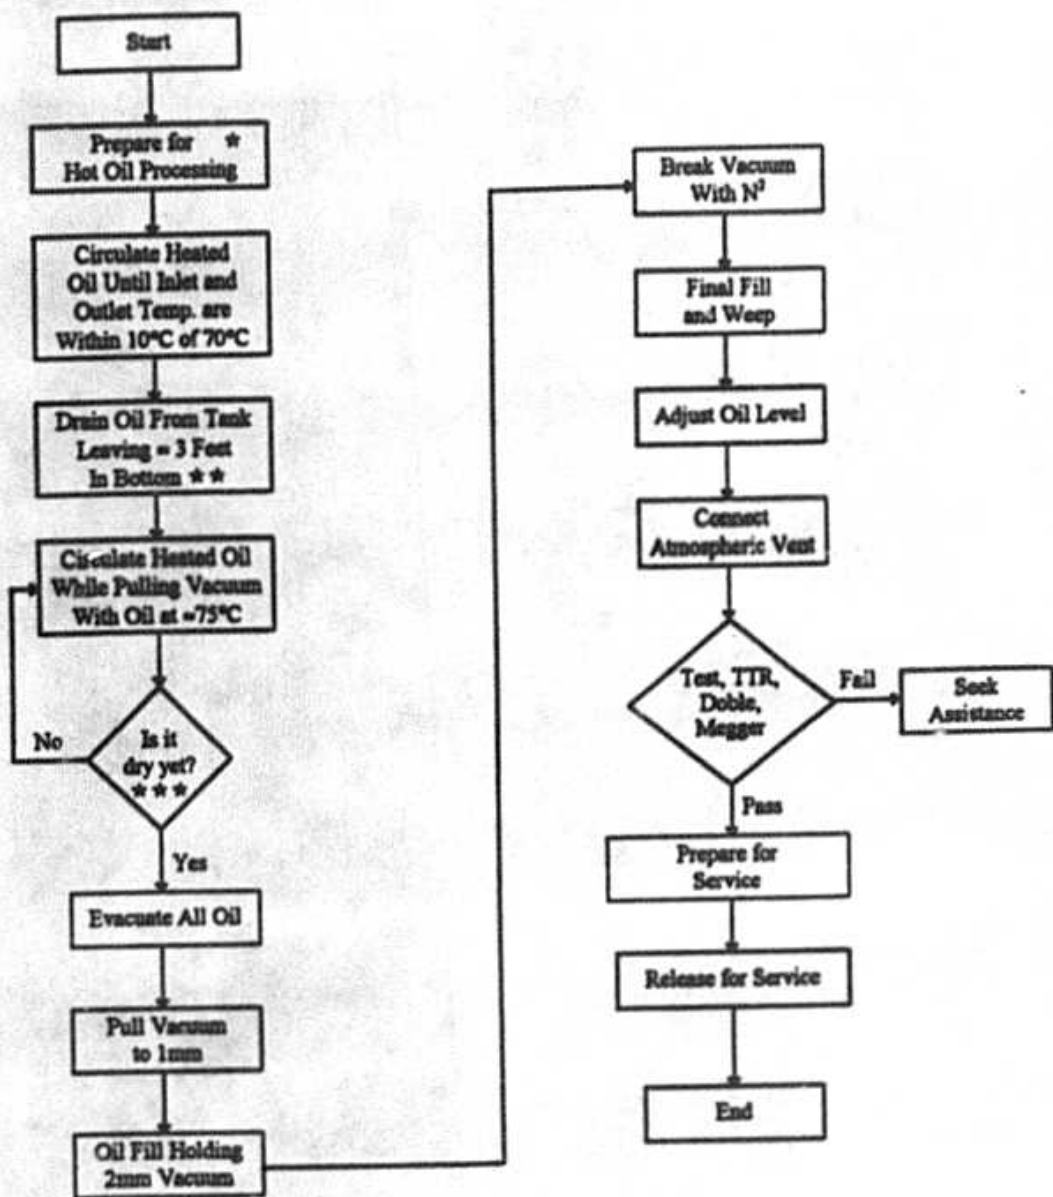 Start
Prepare for *
Hot Oil Processing
Circulate Heated
Oil Until Inlet and
Outlet Temp. are
Within 10°C of 70°C
Drain Oil From Tank
Leaving ≈ 3 Feet
In Bottom **
Circulate Heated Oil
While Pulling Vacuum
With Oil at ≈75°C
No
Is it
dry yet?
***
Yes
Evacuate All Oil
Pull Vacuum
to 1mm
Oil Fill Holding
2mm Vacuum
Break Vacuum
With N²
Final Fill
and Weep
Adjust Oil Level
Connect
Atmospheric Vent
Test, TTR,
Doble,
Megger
Fail
Seek
Assistance
Pass
Prepare for
Service
Release for Service
End